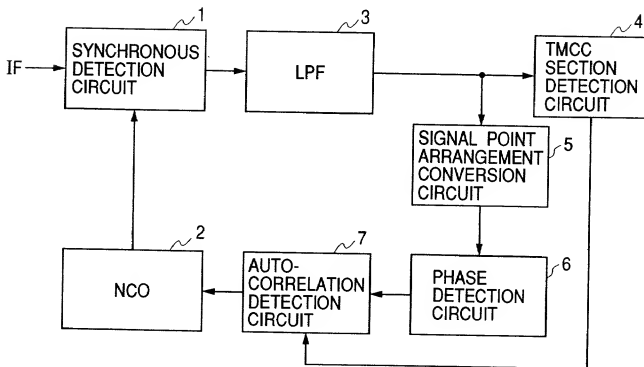 1
3
4
IF
SYNCHRONOUS
DETECTION
CIRCUIT
LPF
TMCC
SECTION
DETECTION
CIRCUIT
SIGNAL POINT
ARRANGEMENT
CONVERSION
CIRCUIT
5
2
7
NCO
AUTO-
CORRELATION
DETECTION
CIRCUIT
PHASE
DETECTION
CIRCUIT
6